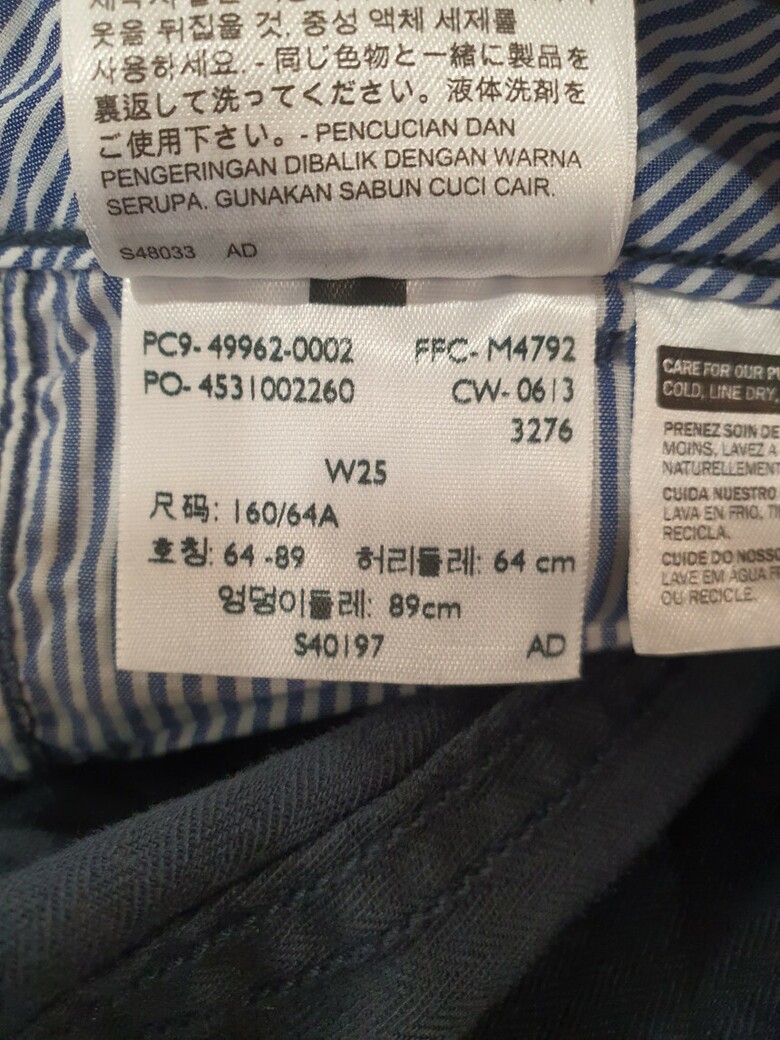 옷을 뒤집을 것. 중성 액체 세제를
사용하세요. - 同じ色物と一緒に製品を
裏返して洗ってください。液体洗剤を
ご使用下さい。- PENCUCIAN DAN
PENGERINGAN DIBALIK DENGAN WARNA
SERUPA. GUNAKAN SABUN CUCI CAIR.
S48033 AD
PC9- 49962-0002 FFC- M4792
PO- 4531002260 CW- 0613
3276
W25
尺码: 160/64A
호칭: 64 -89 허리둘레: 64 cm
엉덩이둘레: 89cm
S40197 AD
CARE FOR OUR
COLD, LINE DRY,
PRENEZ SOIN DE
MOINS, LAVEZ A
NATURELLEMENT
CUIDA NUESTRO
LAVA EN FRIO,
RECICLA.
CUIDE DO
LAVE EM AGUA
OU RECICLE.